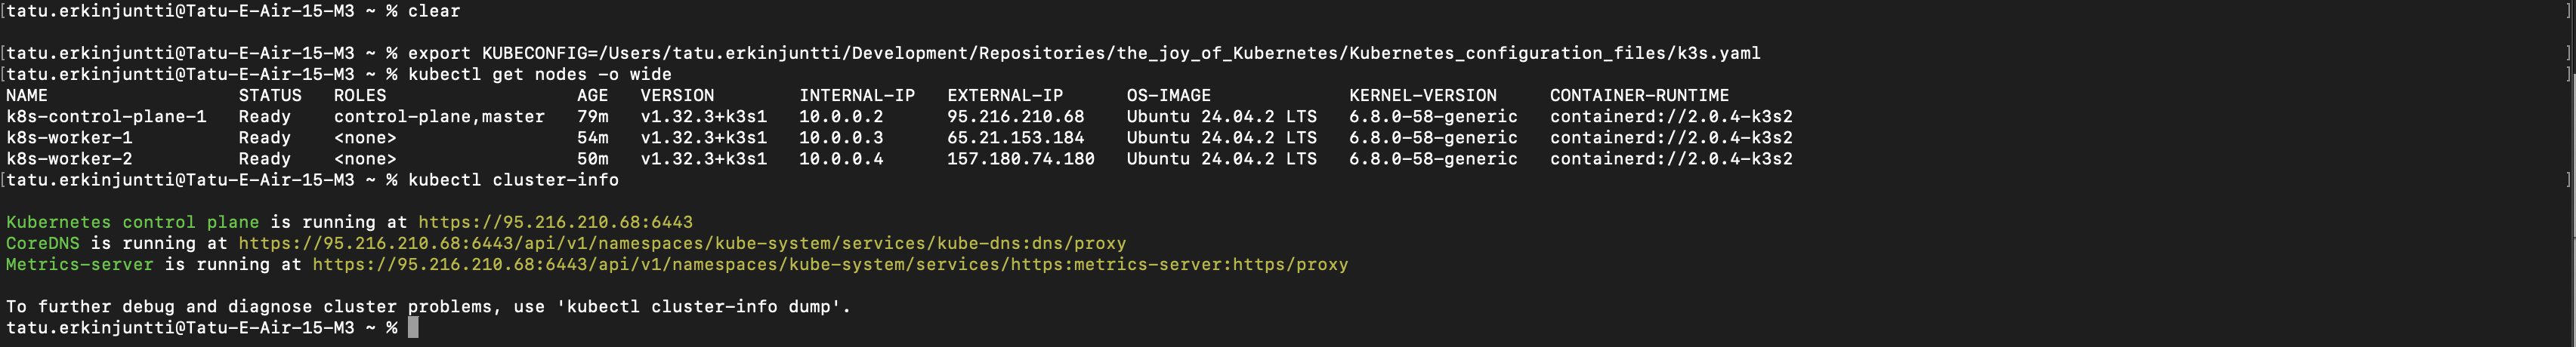 [tatu.erkinjuntti@Tatu-E-Air-15-M3 ~ % clear ]
[tatu.erkinjuntti@Tatu-E-Air-15-M3 ~ % export KUBECONFIG=/Users/tatu.erkinjuntti/Development/Repositories/the_joy_of_Kubernetes/Kubernetes_configuration_files/k3s.yaml ]
[tatu.erkinjuntti@Tatu-E-Air-15-M3 ~ % kubectl get nodes -o wide ]
NAME STATUS ROLES AGE VERSION INTERNAL-IP EXTERNAL-IP OS-IMAGE KERNEL-VERSION CONTAINER-RUNTIME
k8s-control-plane-1 Ready control-plane,master 79m v1.32.3+k3s1 10.0.0.2 95.216.210.68 Ubuntu 24.04.2 LTS 6.8.0-58-generic containerd://2.0.4-k3s2
k8s-worker-1 Ready <none> 54m v1.32.3+k3s1 10.0.0.3 65.21.153.184 Ubuntu 24.04.2 LTS 6.8.0-58-generic containerd://2.0.4-k3s2
k8s-worker-2 Ready <none> 50m v1.32.3+k3s1 10.0.0.4 157.180.74.180 Ubuntu 24.04.2 LTS 6.8.0-58-generic containerd://2.0.4-k3s2
[tatu.erkinjuntti@Tatu-E-Air-15-M3 ~ % kubectl cluster-info ]
Kubernetes control plane is running at https://95.216.210.68:6443
CoreDNS is running at https://95.216.210.68:6443/api/v1/namespaces/kube-system/services/kube-dns:dns/proxy
Metrics-server is running at https://95.216.210.68:6443/api/v1/namespaces/kube-system/services/https:metrics-server:https/proxy
To further debug and diagnose cluster problems, use 'kubectl cluster-info dump'.
tatu.erkinjuntti@Tatu-E-Air-15-M3 ~ %